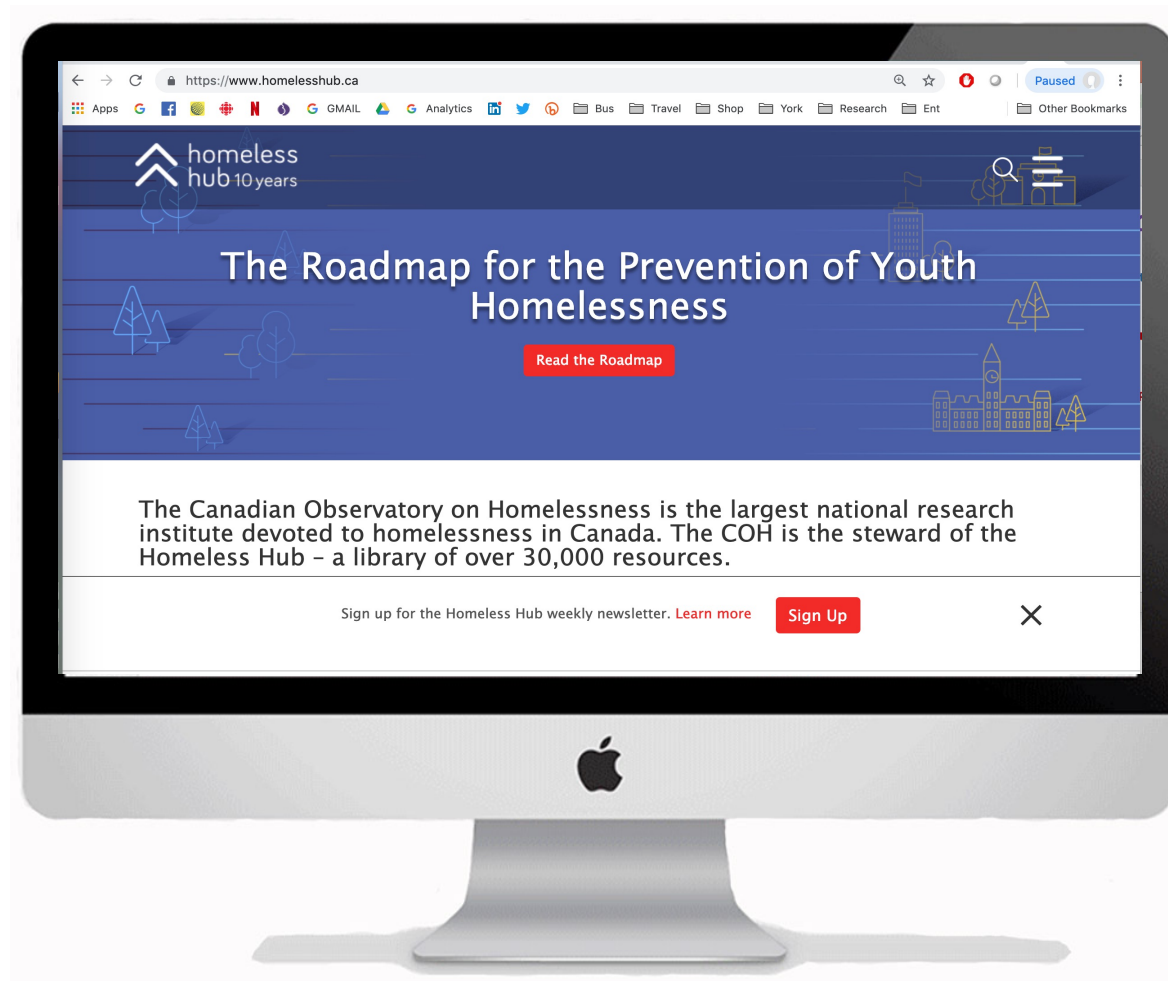 https://www.homelesshub.ca
Paused
Apps
GMAIL
Analytics
Bus
Travel
Shop
York
Research
Ent
Other Bookmarks
homeless
hub 10 years
The Roadmap for the Prevention of Youth
Homelessness
Read the Roadmap
The Canadian Observatory on Homelessness is the largest national research
institute devoted to homelessness in Canada. The COH is the steward of the
Homeless Hub – a library of over 30,000 resources.
Sign up for the Homeless Hub weekly newsletter. Learn more
Sign Up